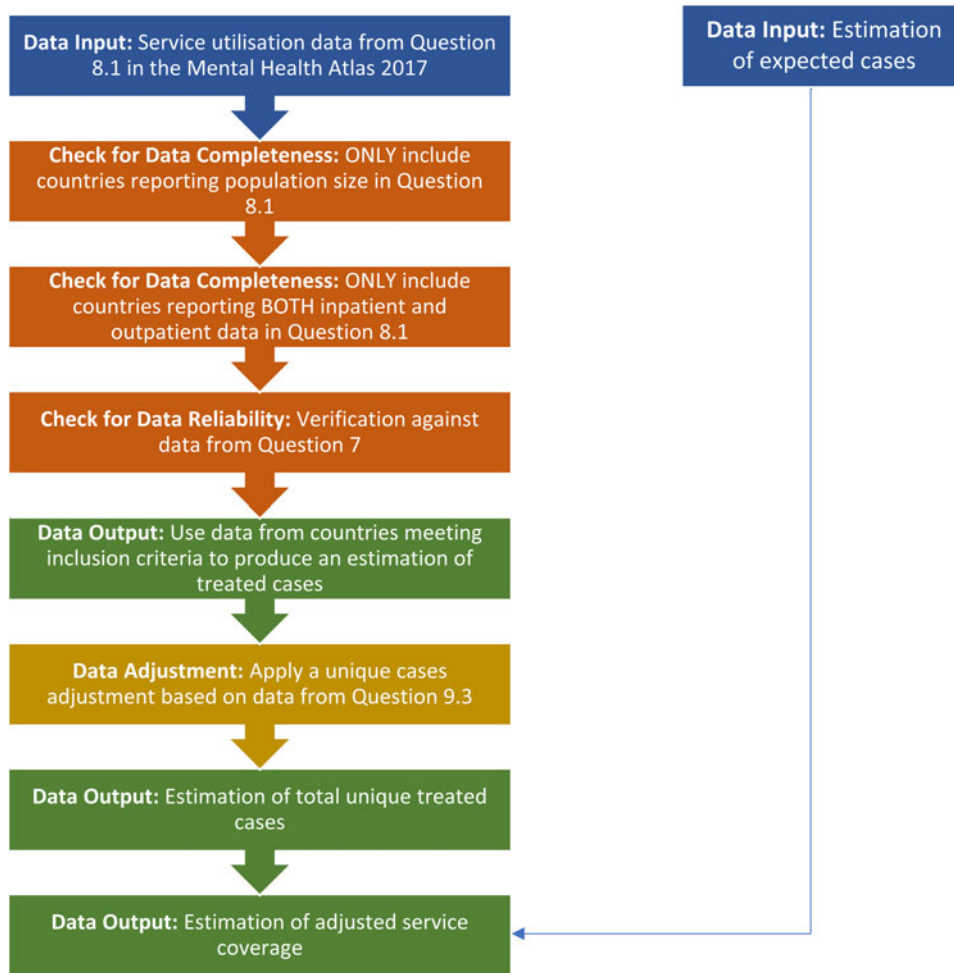 Data Input: Service utilisation data from Question
8.1 in the Mental Health Atlas 2017
Data Input: Estimation
of expected cases
Check for Data Completeness: ONLY include
countries reporting population size in Question
8.1
Check for Data Completeness: ONLY include
countries reporting BOTH inpatient and
outpatient data in Question 8.1
Check for Data Reliability: Verification against
data from Question 7
Data Output: Use data from countries meeting
inclusion criteria to produce an estimation of
treated cases
Data Adjustment: Apply a unique cases
adjustment based on data from Question 9.3
Data Output: Estimation of total unique treated
cases
Data Output: Estimation of adjusted service
coverage